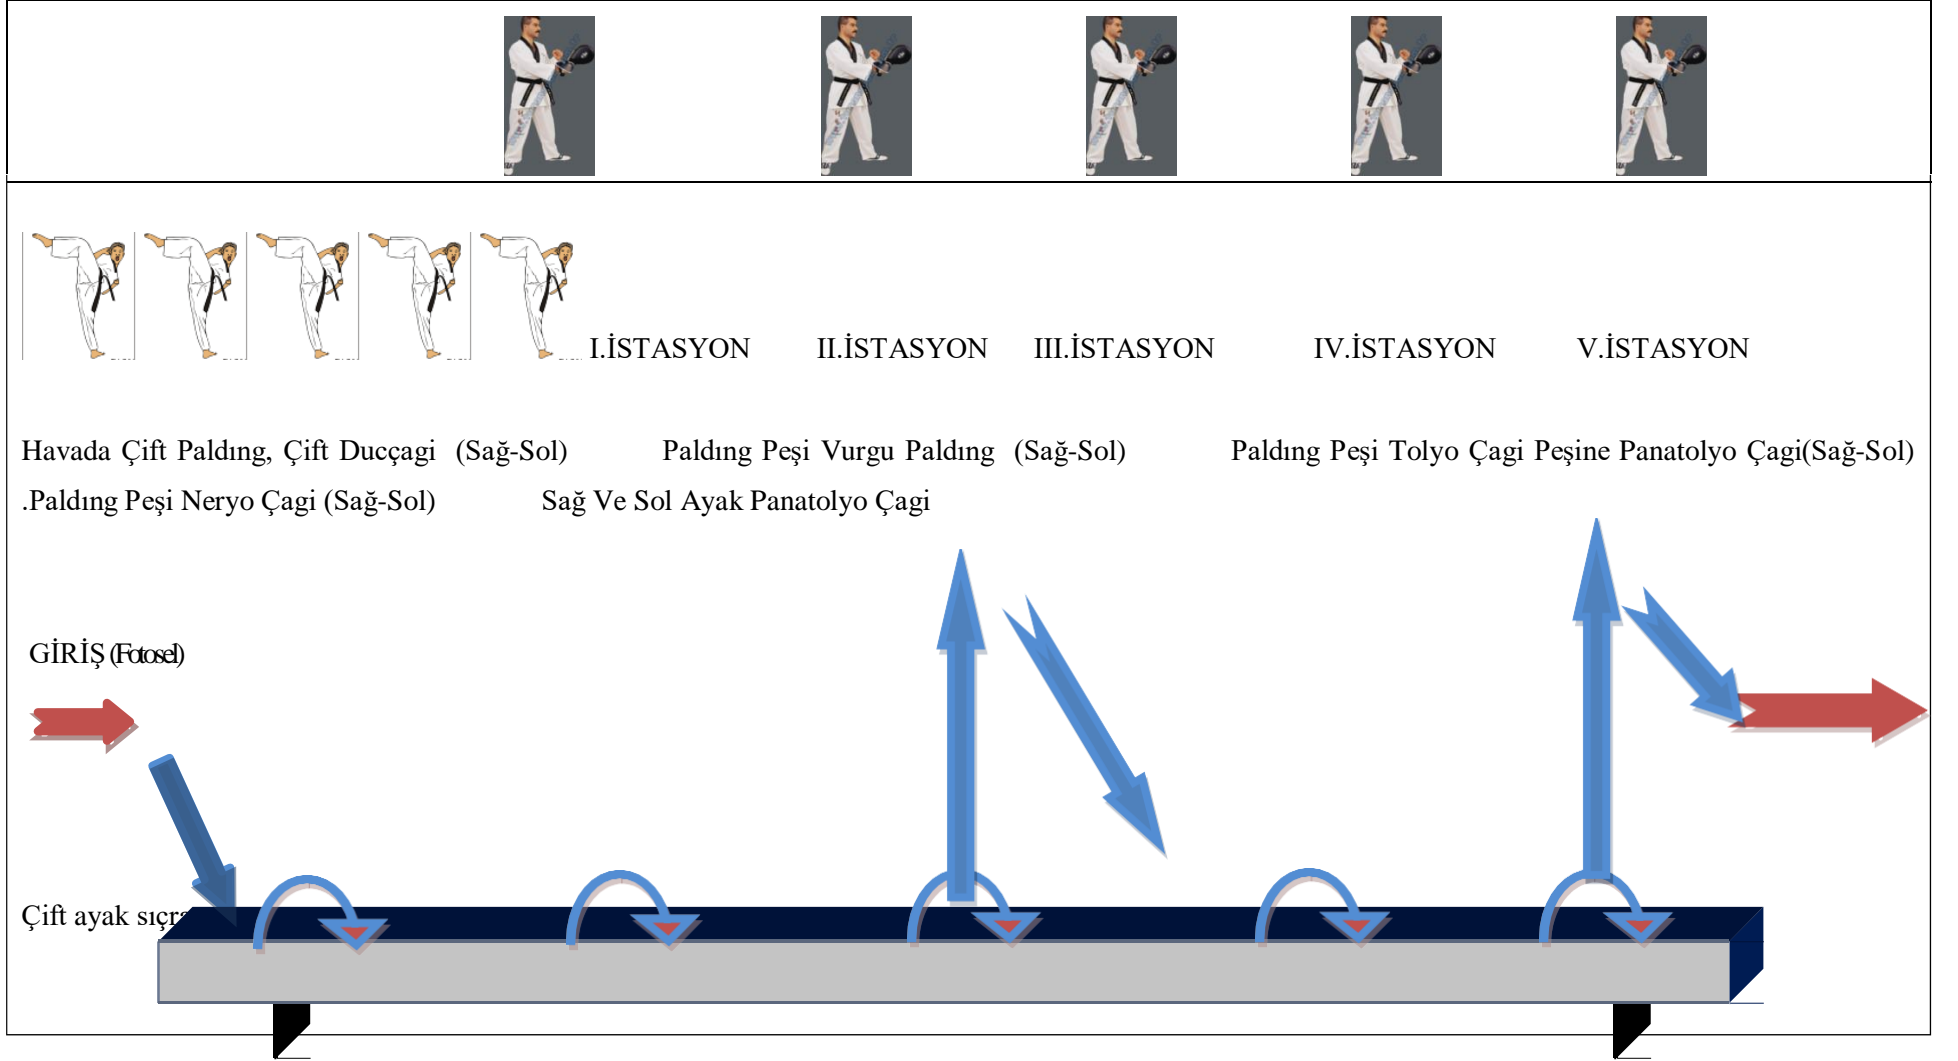 I.İSTASYON II.İSTASYON III.İSTASYON IV.İSTASYON V.İSTASYON
Havada Çift Paldıng, Çift Ducçagi (Sağ-Sol) Paldıng Peşi Vurgu Paldıng (Sağ-Sol) Paldıng Peşi Tolyo Çagi Peşine Panatolyo Çagi(Sağ-Sol)
.Paldıng Peşi Neryo Çagi (Sağ-Sol) Sağ Ve Sol Ayak Panatolyo Çagi
GİRİŞ (Fotosel)
Çift ayak